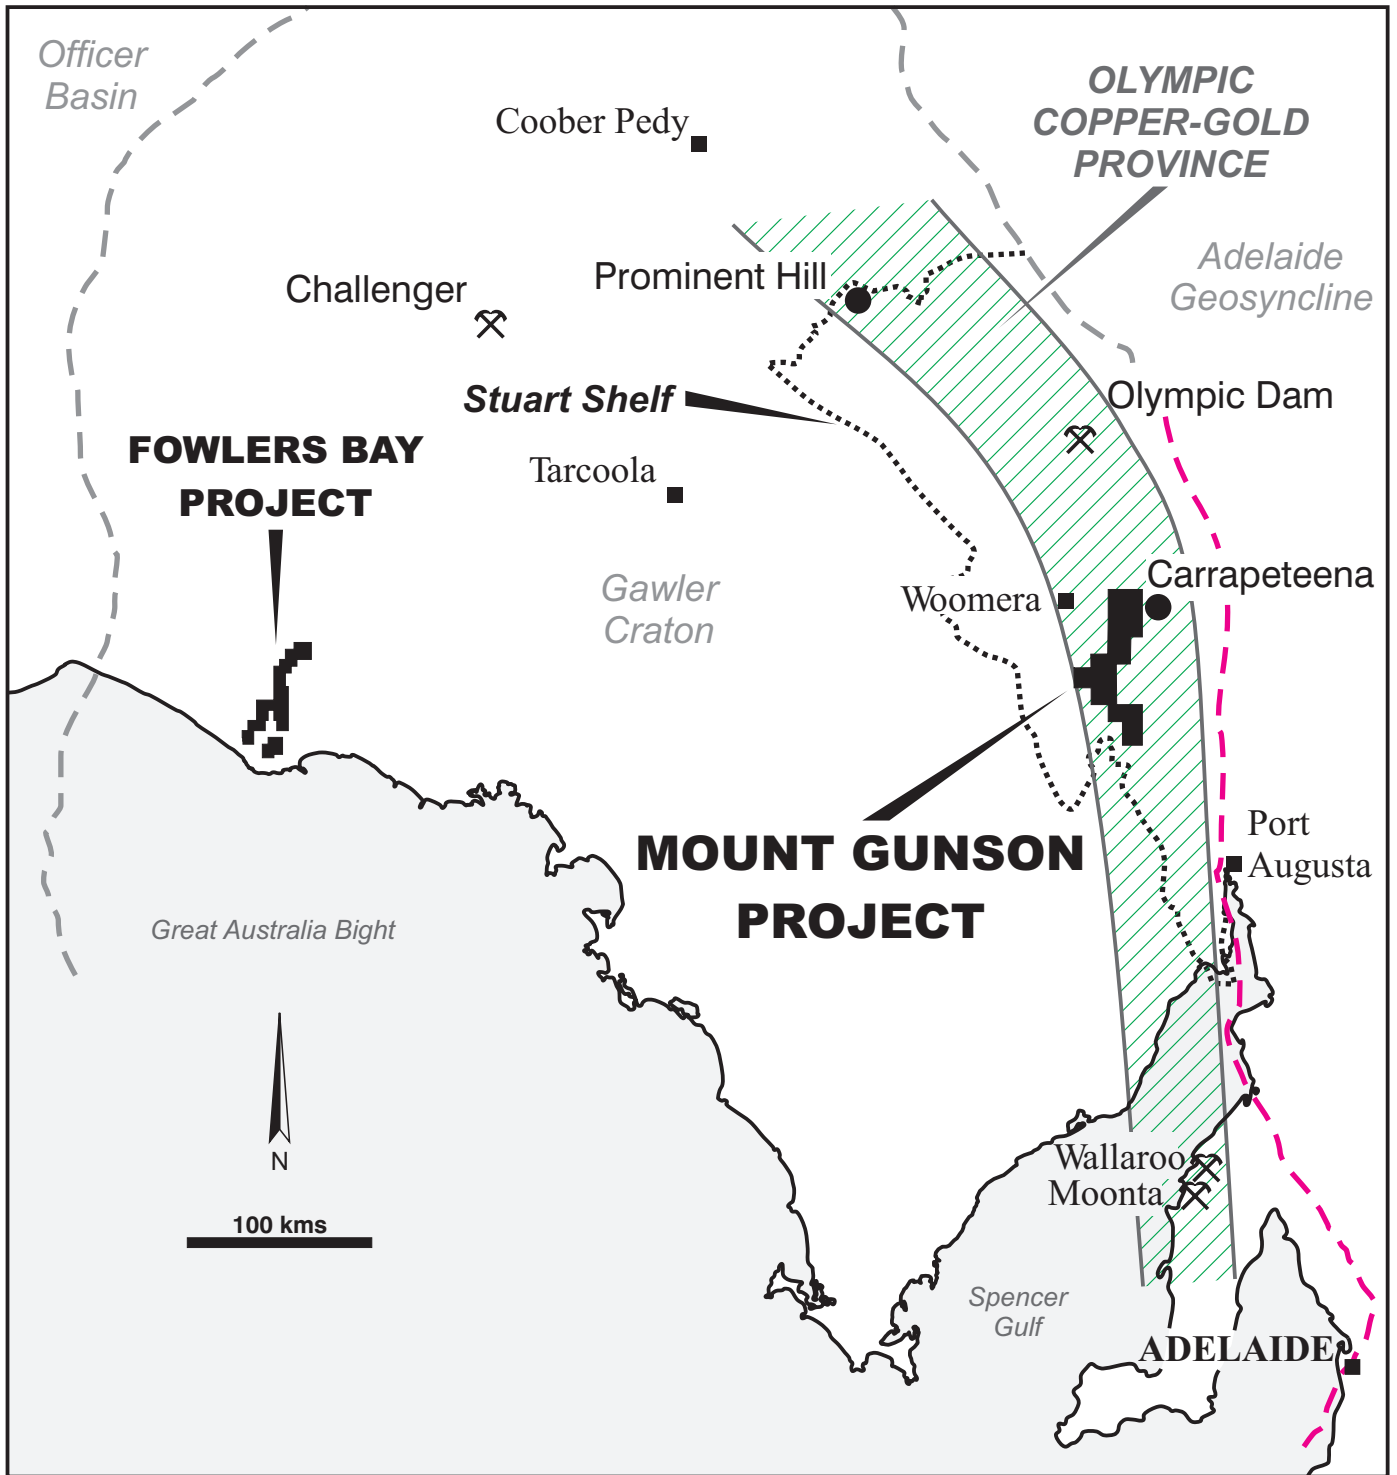 Officer
Basin
OLYMPIC
COPPER-GOLD
PROVINCE
Coober Pedy
Adelaide
Geosyncline
Prominent Hill
Challenger
Stuart Shelf
Olympic Dam
FOWLERS BAY
PROJECT
Tarcoola
Carrapeteena
Gawler
Craton
Woomera
MOUNT GUNSON
PROJECT
Port
Augusta
Great Australia Bight
N
Wallaroo
Moonta
100 kms
Spencer
Gulf
ADELAIDE